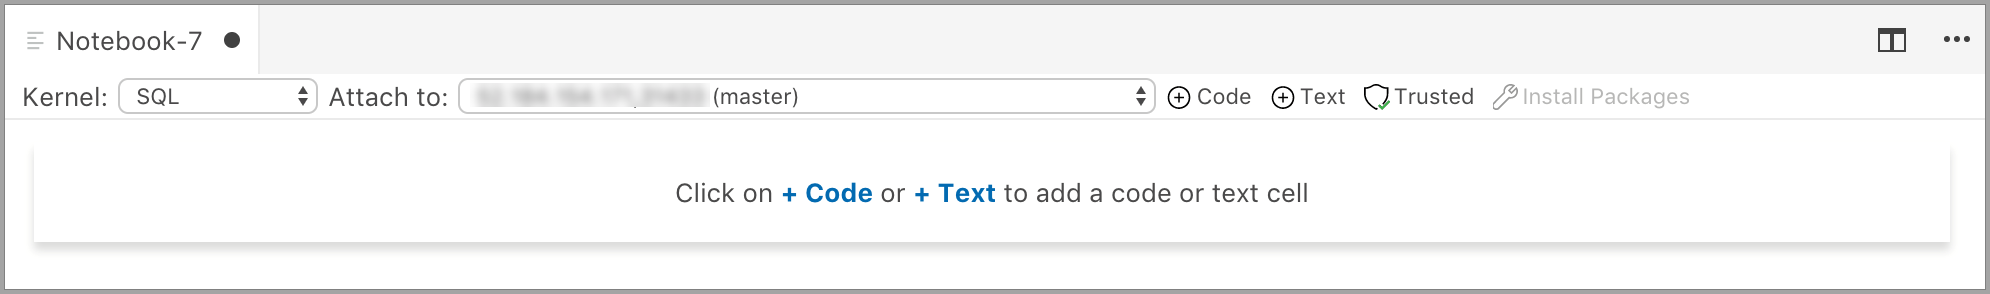 Notebook-7
Kernel: SQL Attach to: (master) Code Text Trusted Install Packages
Click on + Code or + Text to add a code or text cell